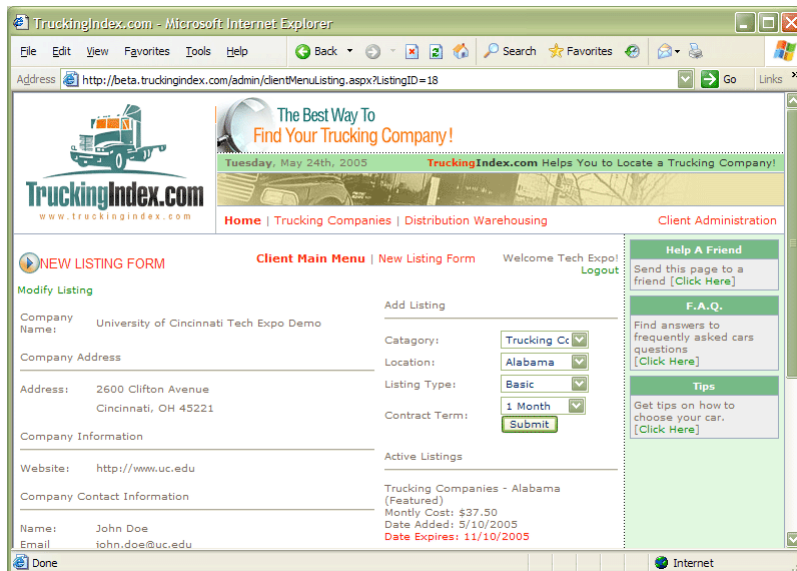 TruckingIndex.com - Microsoft Internet Explorer
File Edit View Favorites Tools Help Back Search Favorites
Address http://beta.truckingindex.com/admin/clientMenuListing.aspx?ListingID=18 Go Links »
TruckingIndex.com
www.truckingindex.com
The Best Way To
Find Your Trucking Company!
Tuesday, May 24th, 2005 TruckingIndex.com Helps You to Locate a Trucking Company!
Home | Trucking Companies | Distribution Warehousing Client Administration
NEW LISTING FORM
Client Main Menu | New Listing Form
Welcome Tech Expo!
Logout
Modify Listing
Company Name: University of Cincinnati Tech Expo Demo
Company Address
Address: 2600 Clifton Avenue
Cincinnati, OH 45221
Company Information
Website: http://www.uc.edu
Company Contact Information
Name: John Doe
Email john.doe@uc.edu
Add Listing
Catagory: Trucking Cc
Location: Alabama
Listing Type: Basic
Contract Term: 1 Month
Submit
Active Listings
Trucking Companies - Alabama
(Featured)
Montly Cost: $37.50
Date Added: 5/10/2005
Date Expires: 11/10/2005
Help A Friend
Send this page to a
friend [Click Here]
F.A.Q.
Find answers to
frequently asked cars
questions
[Click Here]
Tips
Get tips on how to
choose your car.
[Click Here]
Done Internet